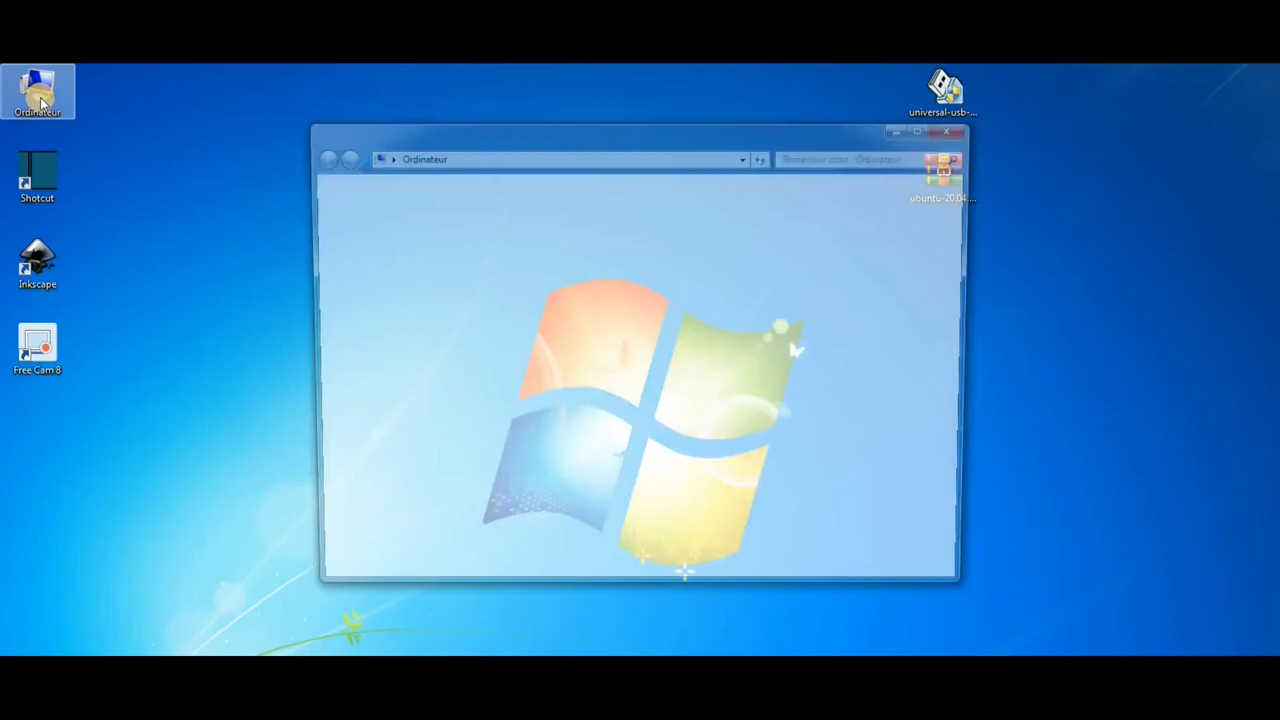 Ordinateur
universal-usb-...
Ordinateur
ubuntu-20.04....
Shotcut
Inkscape
Free Cam 8